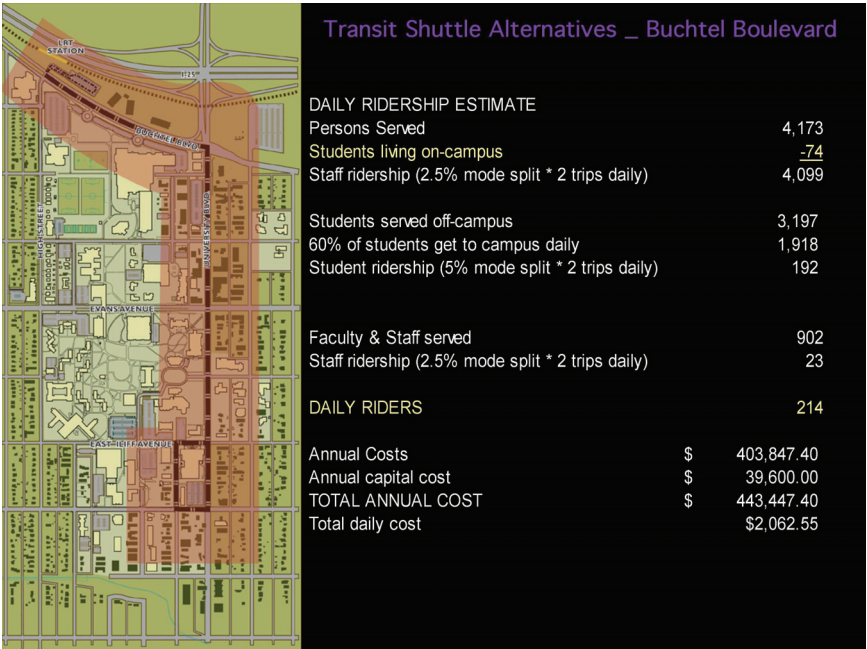 Transit Shuttle Alternatives _ Buchtel Boulevard
LRT
STATION
I-25
BUCHTEL BLVD
HIGH STREET
UNIVERSITY BLVD
EVANS AVENUE
EAST ILIFF AVENUE
DAILY RIDERSHIP ESTIMATE
Persons Served 4,173
Students living on-campus -74
Staff ridership (2.5% mode split * 2 trips daily) 4,099
Students served off-campus 3,197
60% of students get to campus daily 1,918
Student ridership (5% mode split * 2 trips daily) 192
Faculty & Staff served 902
Staff ridership (2.5% mode split * 2 trips daily) 23
DAILY RIDERS 214
Annual Costs $ 403,847.40
Annual capital cost $ 39,600.00
TOTAL ANNUAL COST $ 443,447.40
Total daily cost $2,062.55